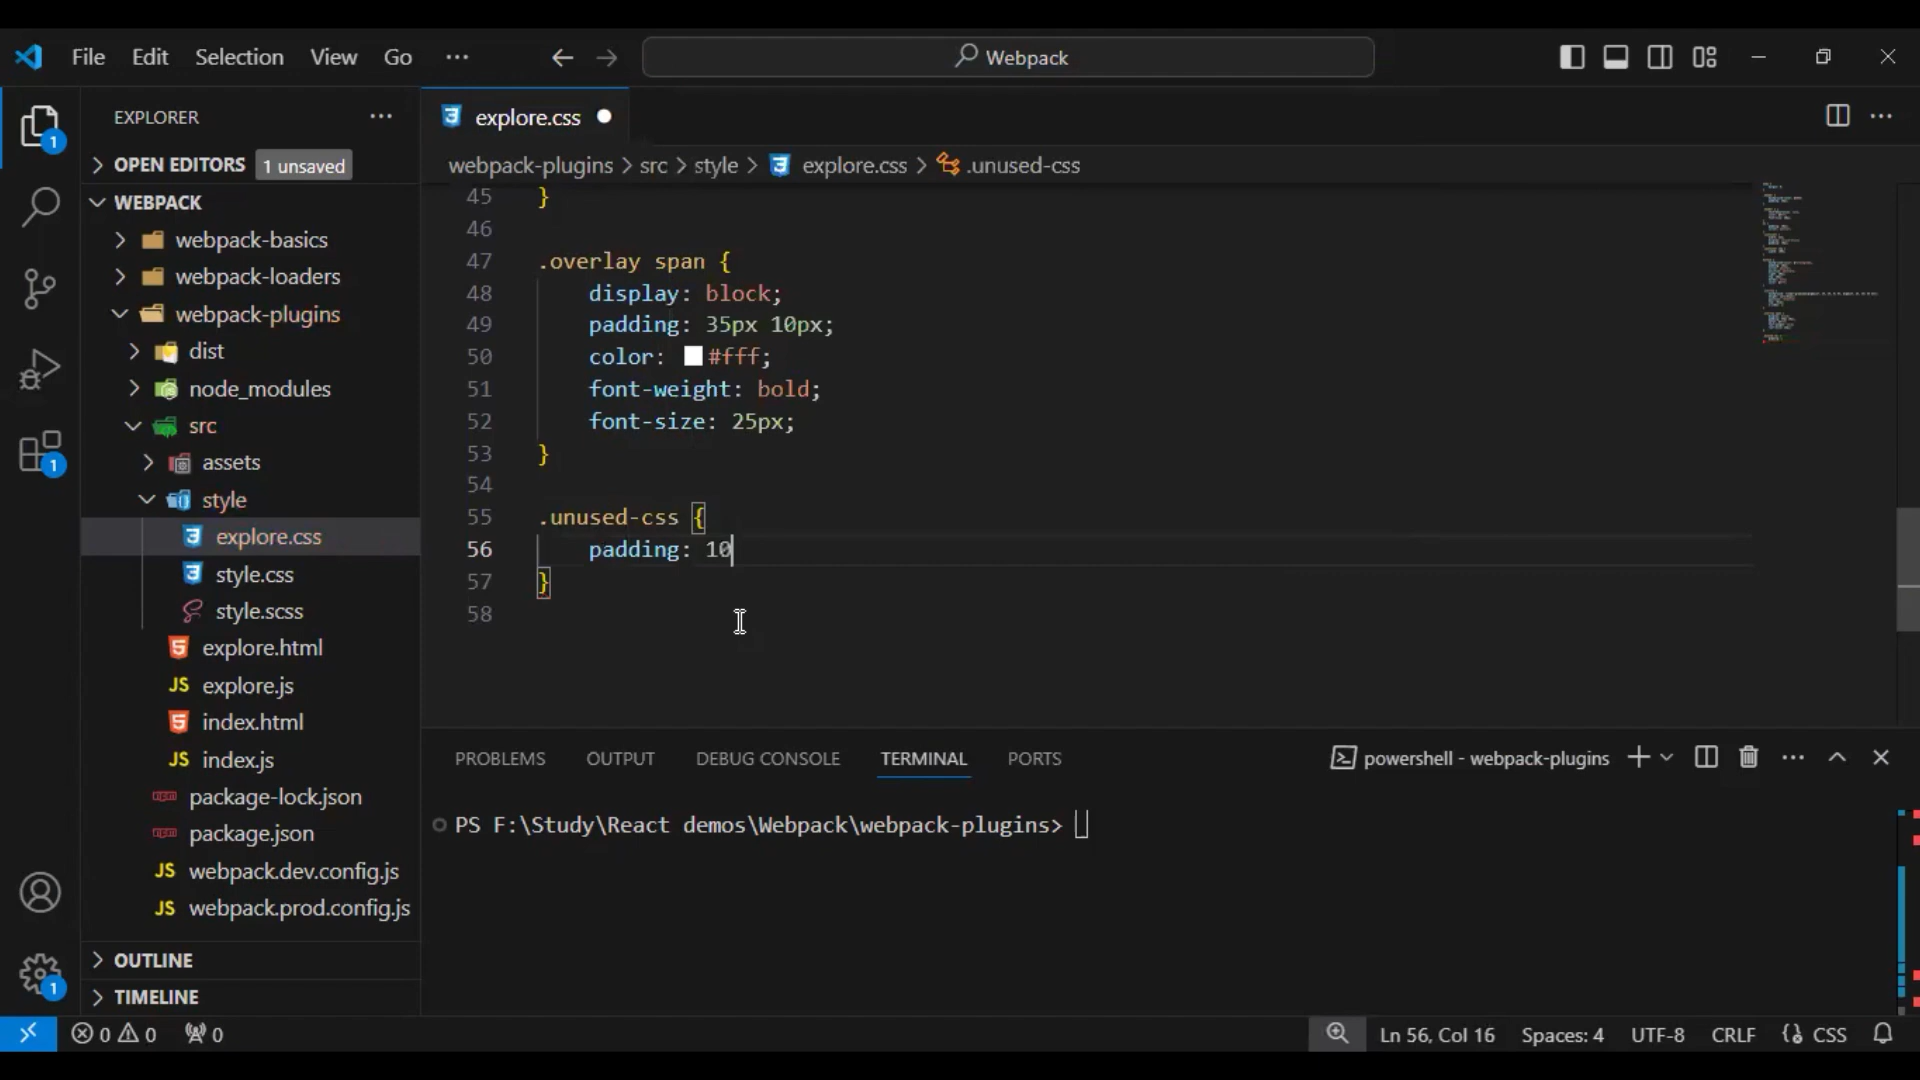 File Edit Selection View Go ··· Webpack
EXPLORER ···
OPEN EDITORS 1 unsaved
WEBPACK
webpack-basics
webpack-loaders
webpack-plugins
dist
node_modules
src
assets
style
explore.css
style.css
style.scss
explore.html
explore.js
index.html
index.js
package-lock.json
package.json
webpack.dev.config.js
webpack.prod.config.js
OUTLINE
TIMELINE
1
1
1
explore.css
webpack-plugins > src > style > explore.css > .unused-css
45 }
46
47 .overlay span {
48 display: block;
49 padding: 35px 10px;
50 color: #fff;
51 font-weight: bold;
52 font-size: 25px;
53 }
54
55 .unused-css {
56 padding: 10
57 }
58
PROBLEMS OUTPUT DEBUG CONSOLE TERMINAL PORTS powershell - webpack-plugins
PS F:\Study\React demos\Webpack\webpack-plugins>
0 0 0 Ln 56, Col 16 Spaces: 4 UTF-8 CRLF CSS